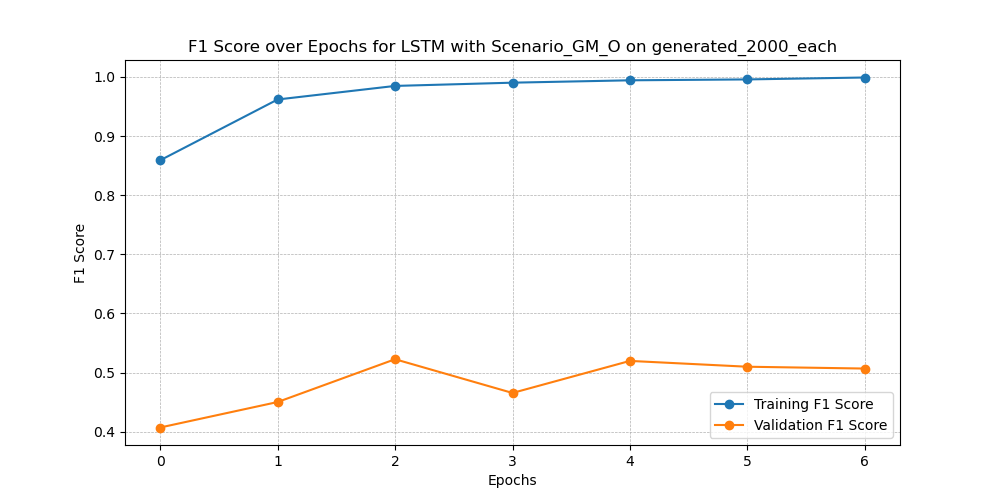 F1 Score over Epochs for LSTM with Scenario_GM_O on generated_2000_each
1.0
0.9
0.8
0.7
0.6
0.5
0.4
F1 Score
0 1 2 3 4 5 6
Epochs
Training F1 Score
Validation F1 Score